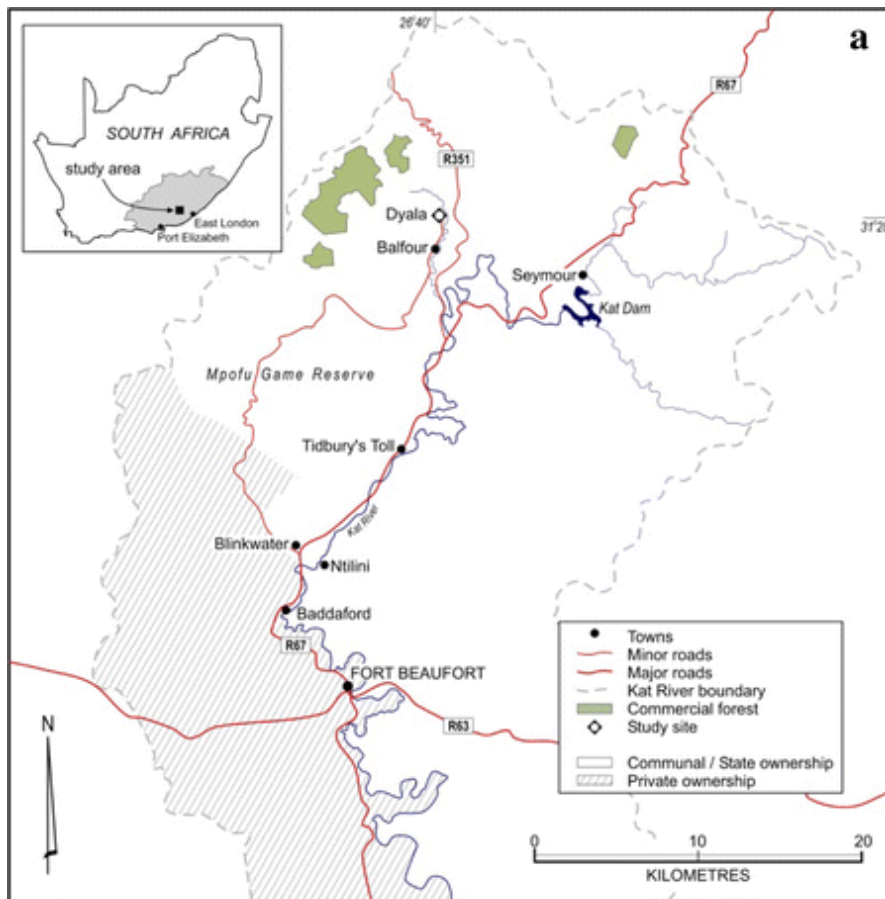 26°40'
a
R67
SOUTH AFRICA
study area
East London
Port Elizabeth
R351
Dyala
Balfour
31°28
Seymour
Kat Dam
Mpofu Game Reserve
Tidbury's Toll
Kat River
Blinkwater
Ntilini
Baddaford
R67
FORT BEAUFORT
R63
N
Towns
Minor roads
Major roads
Kat River boundary
Commercial forest
Study site
Communal / State ownership
Private ownership
0 10 20
KILOMETRES